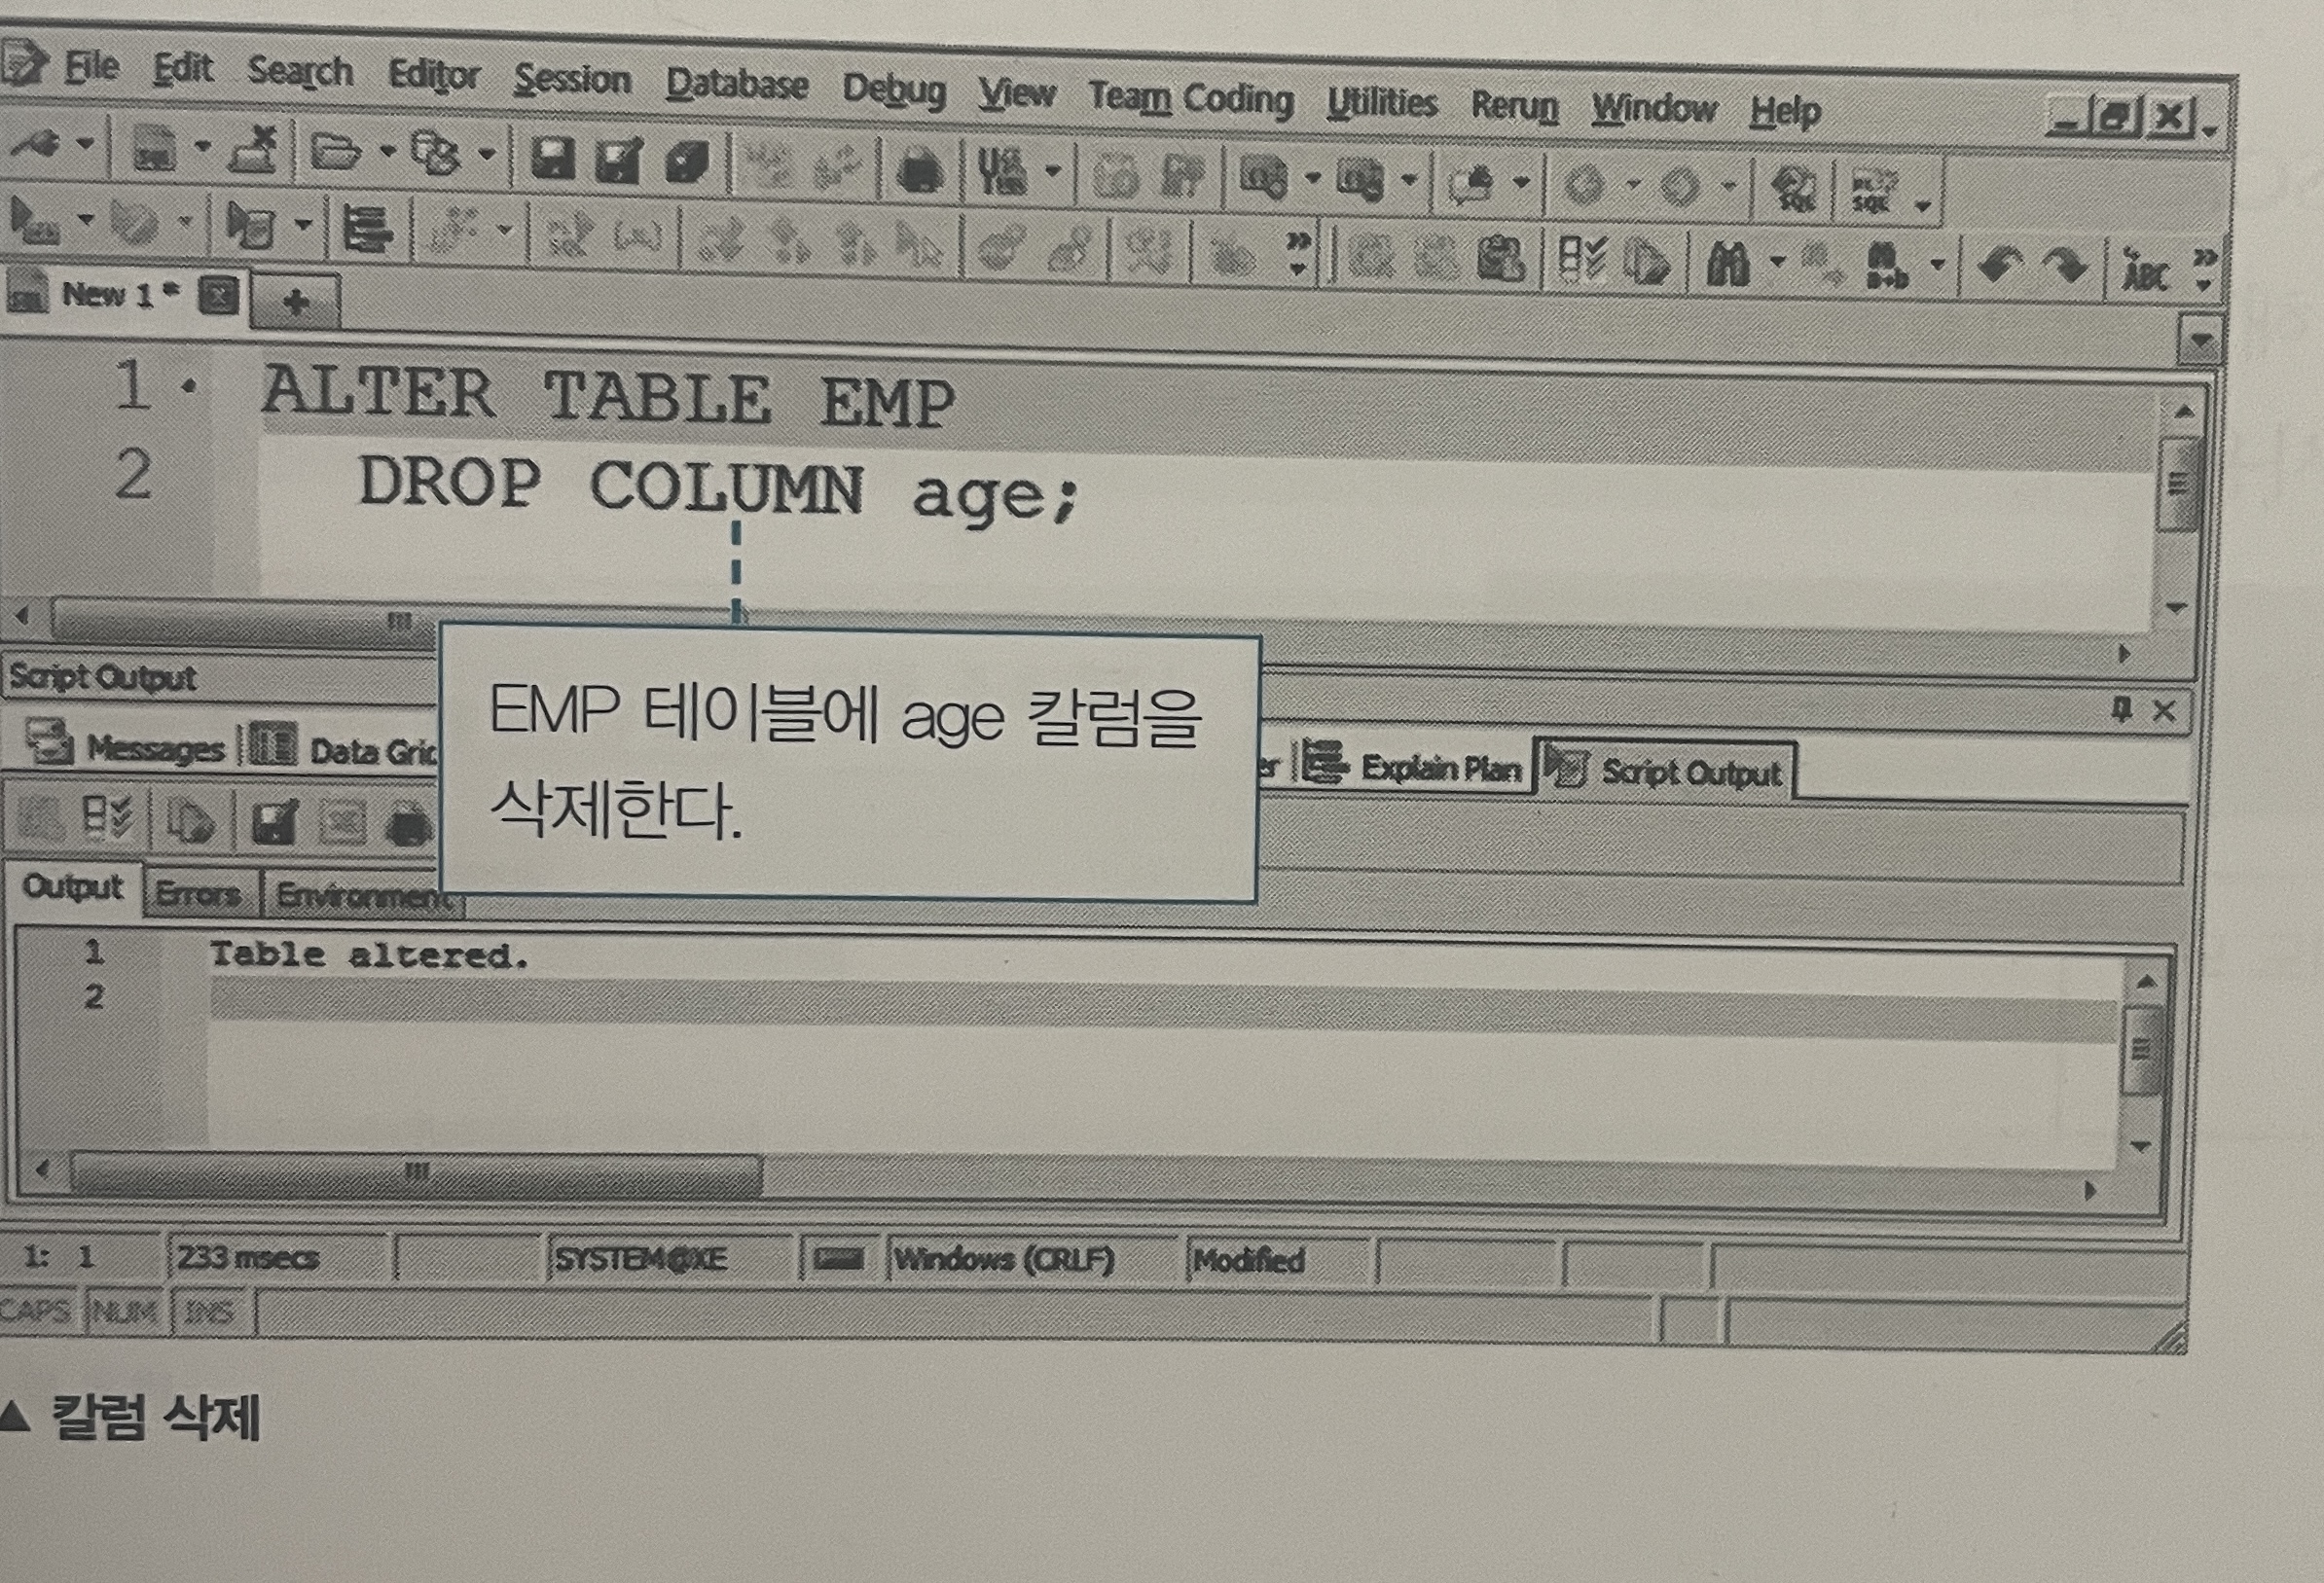 File Edit Search Editor Session Database Debug View Team Coding Utilities Rerun Window Help
New 1 *
1 ALTER TABLE EMP
2 DROP COLUMN age;
EMP 테이블에 age 칼럼을
삭제한다.
Script Output
Messages Data Grid Explain Plan Script Output
Output Errors Environment
1 Table altered.
2
1: 1 233 msecs SYSTEM@XE Windows (CRLF) Modified
CAPS NUM INS
▲ 칼럼 삭제